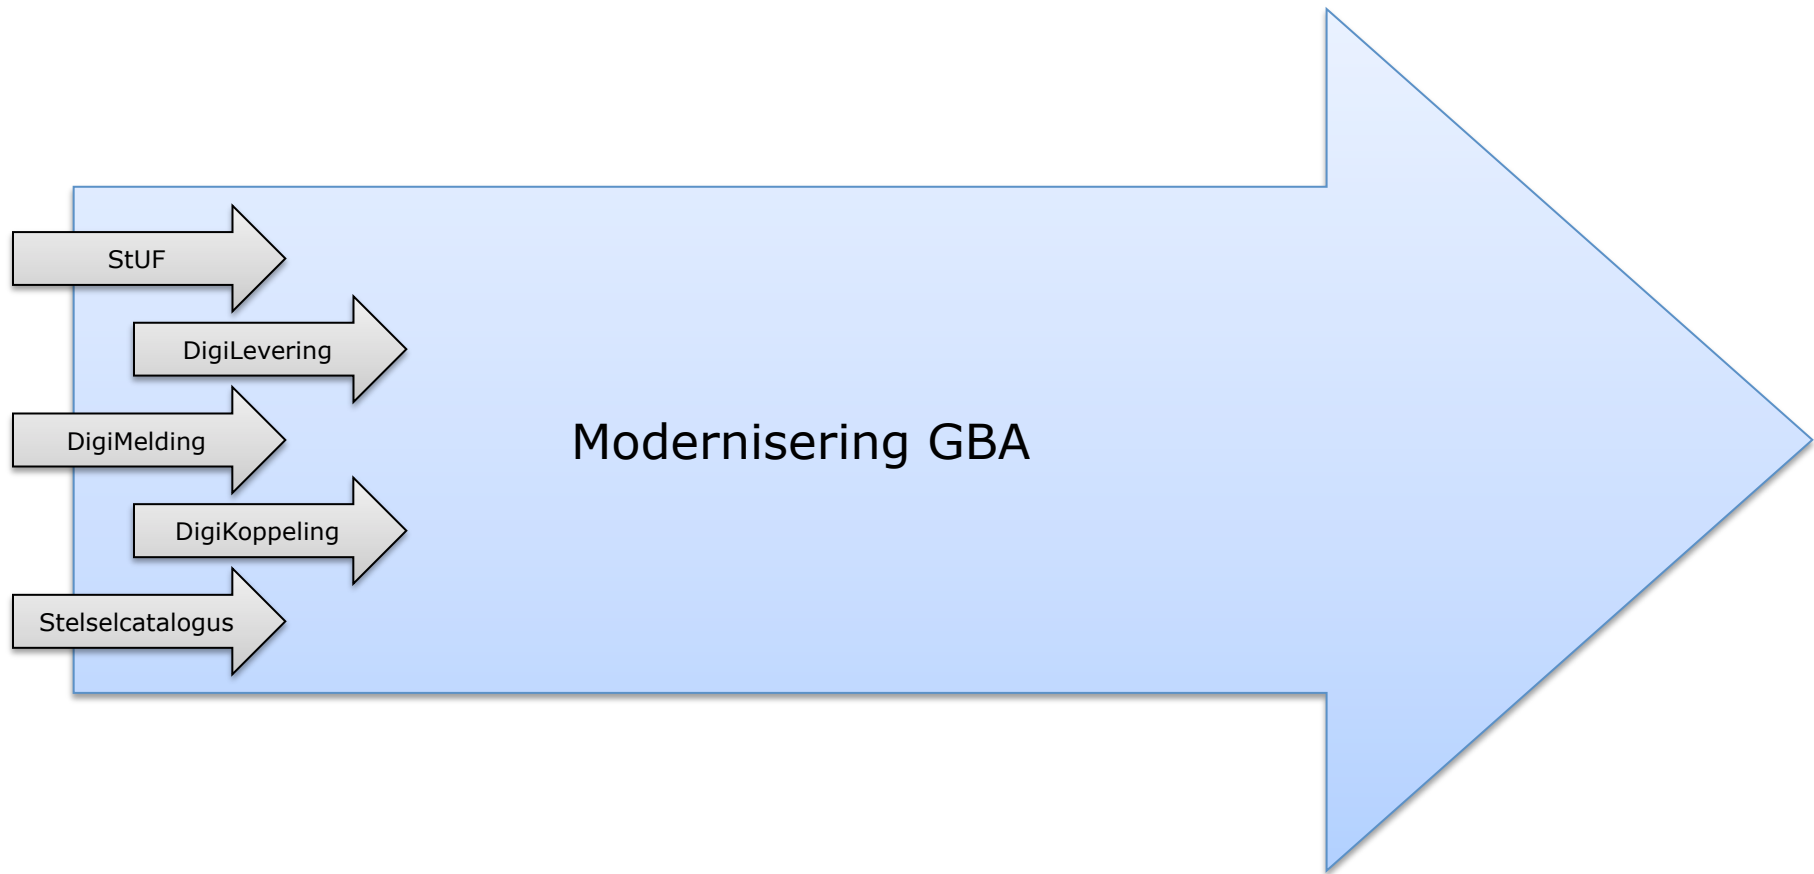 StUF
DigiLevering
DigiMelding
DigiKoppeling
Stelselcatalogus
Modernisering GBA